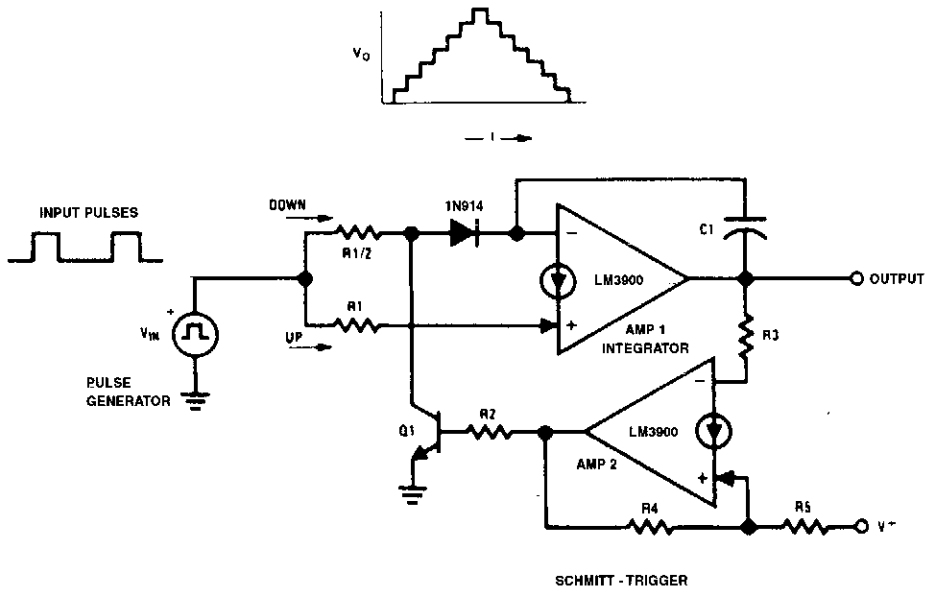 V_O
t
INPUT PULSES
DOWN
1N914
R1/2
C1
−
LM3900
OUTPUT
R1
+
UP
AMP 1
INTEGRATOR
R3
+
V_IN
PULSE
GENERATOR
−
R2
LM3900
Q1
AMP 2
+
R4
R5
V+
SCHMITT - TRIGGER